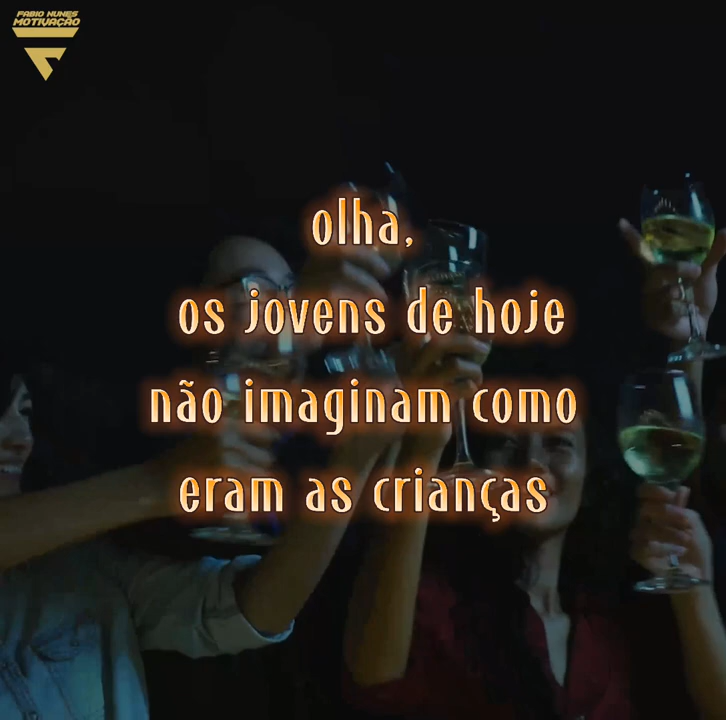 FABIO NUNES
MOTIVAÇÃO
olha,
os jovens de hoje
não imaginam como
eram as crianças